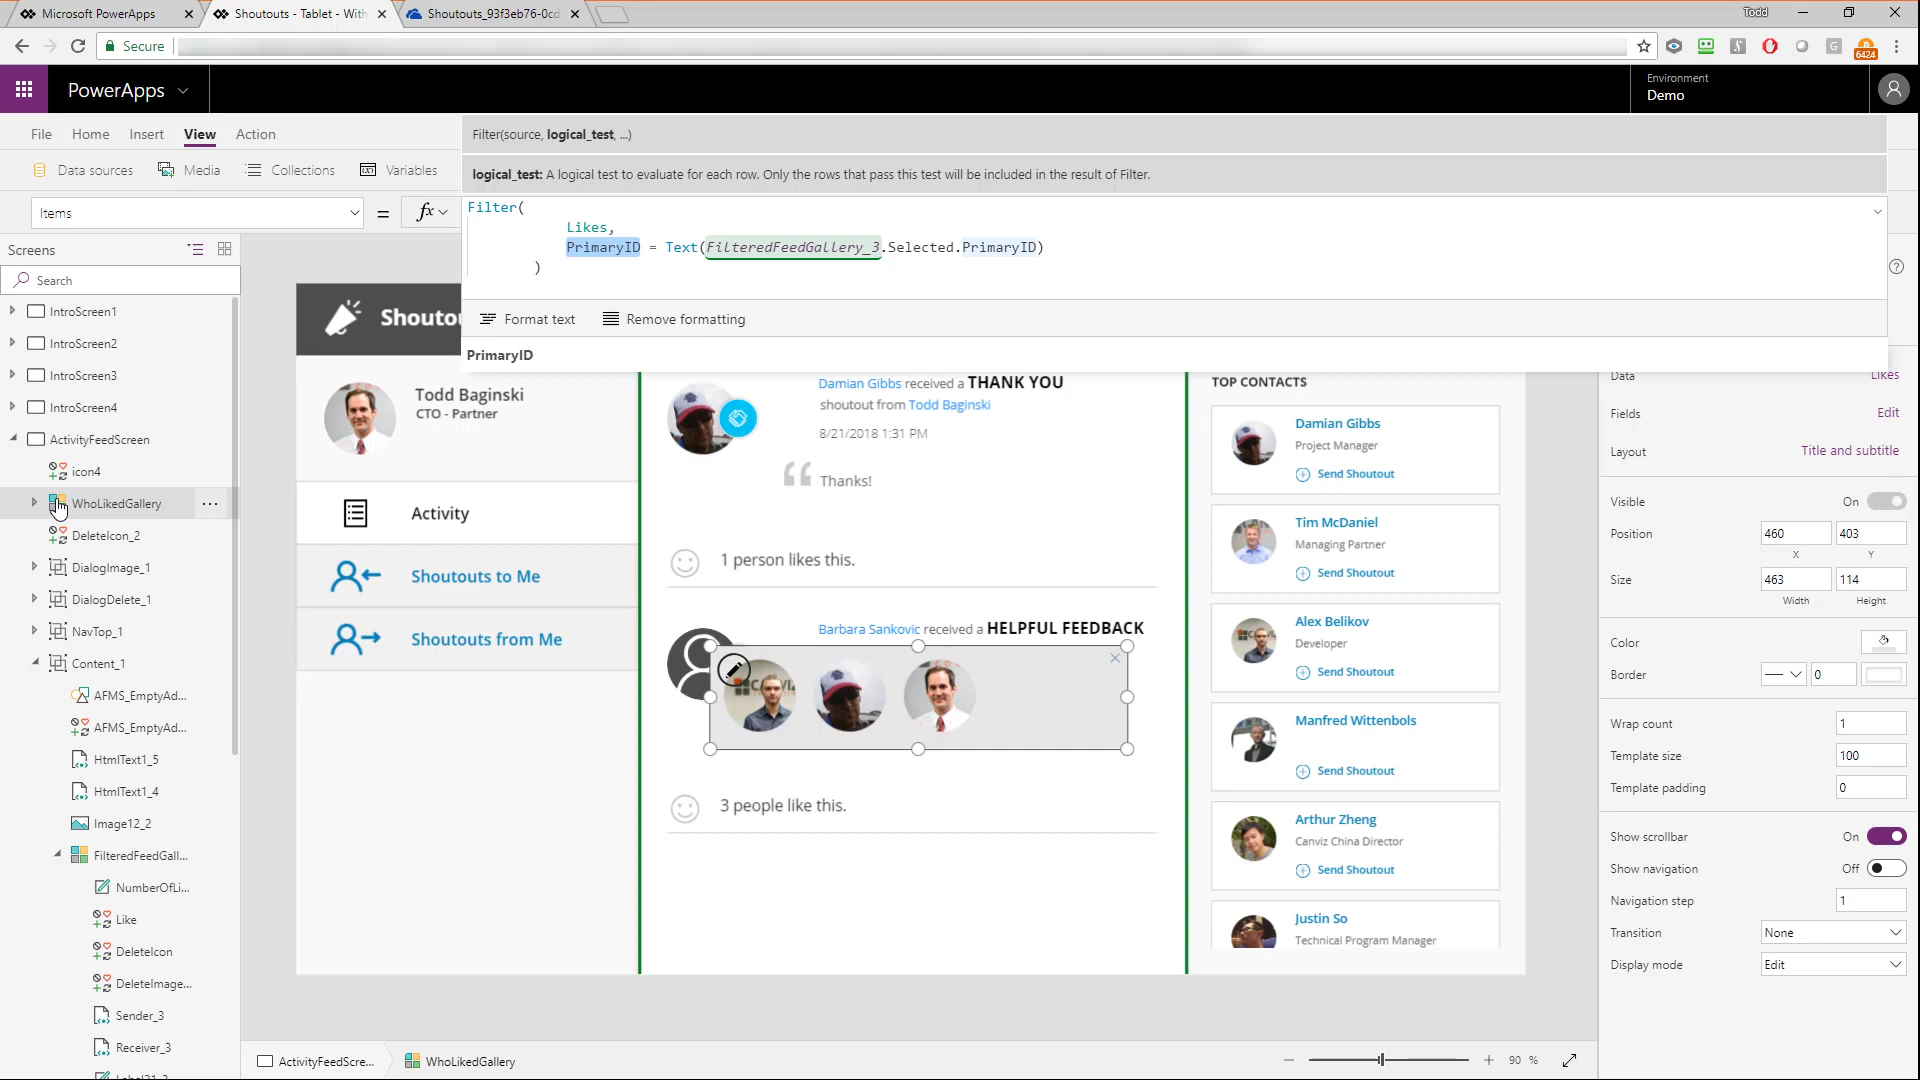 Microsoft PowerApps
Shoutouts - Tablet - With
Shoutouts_93f3eb76-0cd
Todd
Secure
6424
PowerApps
Environment
Demo
File
Home
Insert
View
Action
Filter(source, logical_test, ...)
Data sources
Media
Collections
Variables
logical_test: A logical test to evaluate for each row. Only the rows that pass this test will be included in the result of Filter.
Items
=
fx
Filter(
Likes,
PrimaryID = Text(FilteredFeedGallery_3.Selected.PrimaryID)
)
Format text
Remove formatting
PrimaryID
Screens
Search
IntroScreen1
IntroScreen2
IntroScreen3
IntroScreen4
ActivityFeedScreen
icon4
WhoLikedGallery
...
DeleteIcon_2
DialogImage_1
DialogDelete_1
NavTop_1
Content_1
AFMS_EmptyAd...
AFMS_EmptyAd...
HtmlText1_5
HtmlText1_4
Image12_2
FilteredFeedGall...
NumberOfLi...
Like
DeleteIcon
DeleteImage...
Sender_3
Receiver_3
Todd Baginski
CTO - Partner
Activity
Shoutouts to Me
Shoutouts from Me
Damian Gibbs received a THANK YOU
shoutout from Todd Baginski
8/21/2018 1:31 PM
Thanks!
1 person likes this.
Barbara Sankovic received a HELPFUL FEEDBACK
3 people like this.
TOP CONTACTS
Damian Gibbs
Project Manager
Send Shoutout
Tim McDaniel
Managing Partner
Send Shoutout
Alex Belikov
Developer
Send Shoutout
Manfred Wittenbols
Send Shoutout
Arthur Zheng
Canviz China Director
Send Shoutout
Justin So
Technical Program Manager
Data
Likes
Fields
Edit
Layout
Title and subtitle
Visible
On
Position
460
403
X
Y
Size
463
114
Width
Height
Color
Border
0
Wrap count
1
Template size
100
Template padding
0
Show scrollbar
On
Show navigation
Off
Navigation step
1
Transition
None
Display mode
Edit
ActivityFeedScre...
WhoLikedGallery
90 %